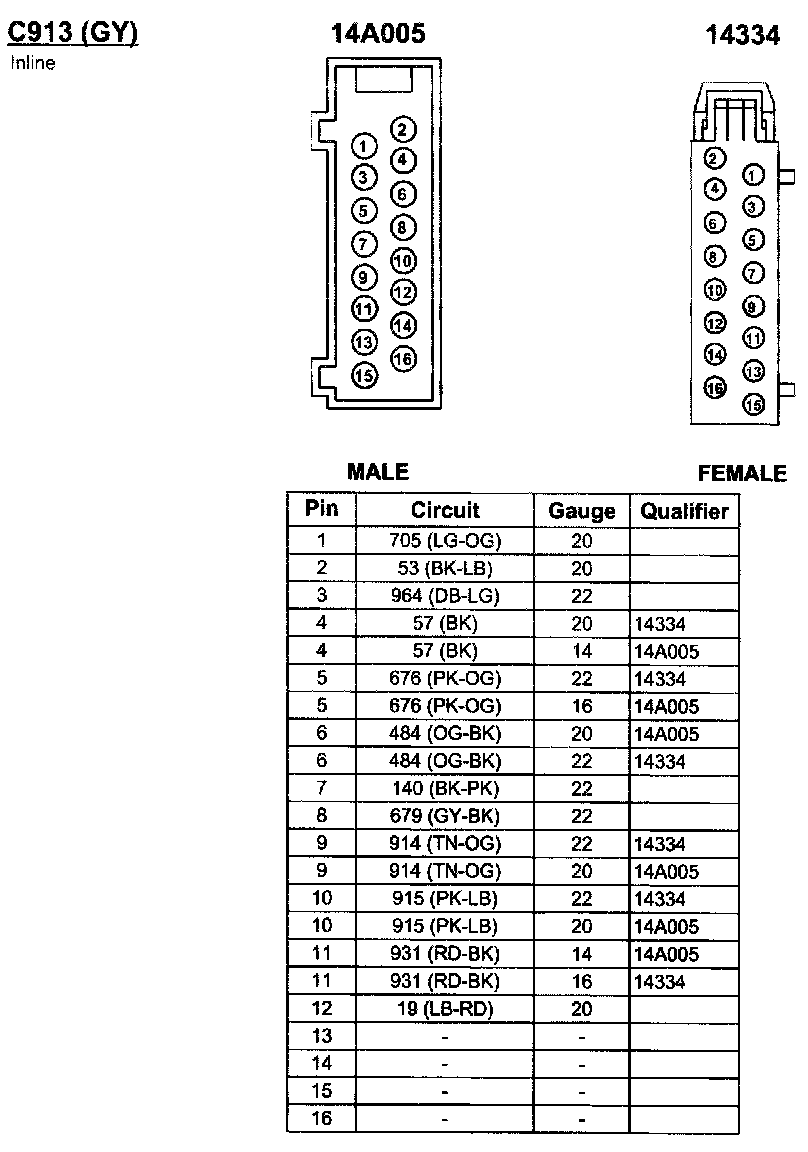 C913 (GY)
Inline
14A005
14334
2
1
4
3
6
5
8
7
10
9
12
11
14
13
16
15
2
1
4
3
6
5
8
7
10
9
12
11
14
13
16
15
MALE
FEMALE
Pin Circuit Gauge Qualifier
1 705 (LG-OG) 20
2 53 (BK-LB) 20
3 964 (DB-LG) 22
4 57 (BK) 20 14334
4 57 (BK) 14 14A005
5 676 (PK-OG) 22 14334
5 676 (PK-OG) 16 14A005
6 484 (OG-BK) 20 14A005
6 484 (OG-BK) 22 14334
7 140 (BK-PK) 22
8 679 (GY-BK) 22
9 914 (TN-OG) 22 14334
9 914 (TN-OG) 20 14A005
10 915 (PK-LB) 22 14334
10 915 (PK-LB) 20 14A005
11 931 (RD-BK) 14 14A005
11 931 (RD-BK) 16 14334
12 19 (LB-RD) 20
13 - -
14 - -
15 - -
16 - -